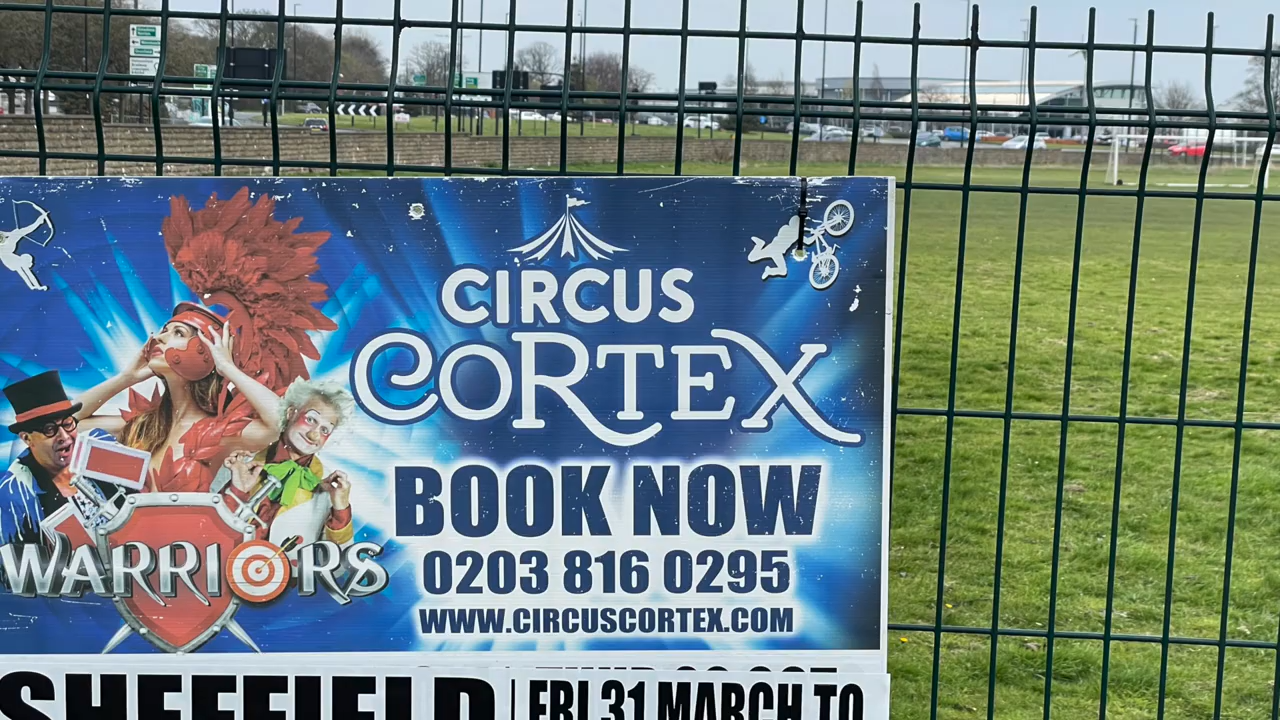 CIRCUS
CORTEX
BOOK NOW
0203 816 0295
WWW.CIRCUSCORTEX.COM
WARRIORS
SHEFFIELD
FRI 31 MARCH TO